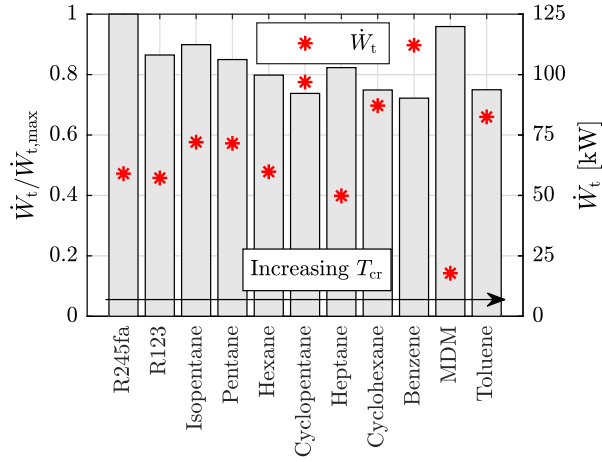 Ẇt/Ẇt,max
1
0.8
0.6
0.4
0.2
0
Ẇt
Increasing Tcr
125
100
75
50
25
0
Ẇt [kW]
R245fa
R123
Isopentane
Pentane
Hexane
Cyclopentane
Heptane
Cyclohexane
Benzene
MDM
Toluene